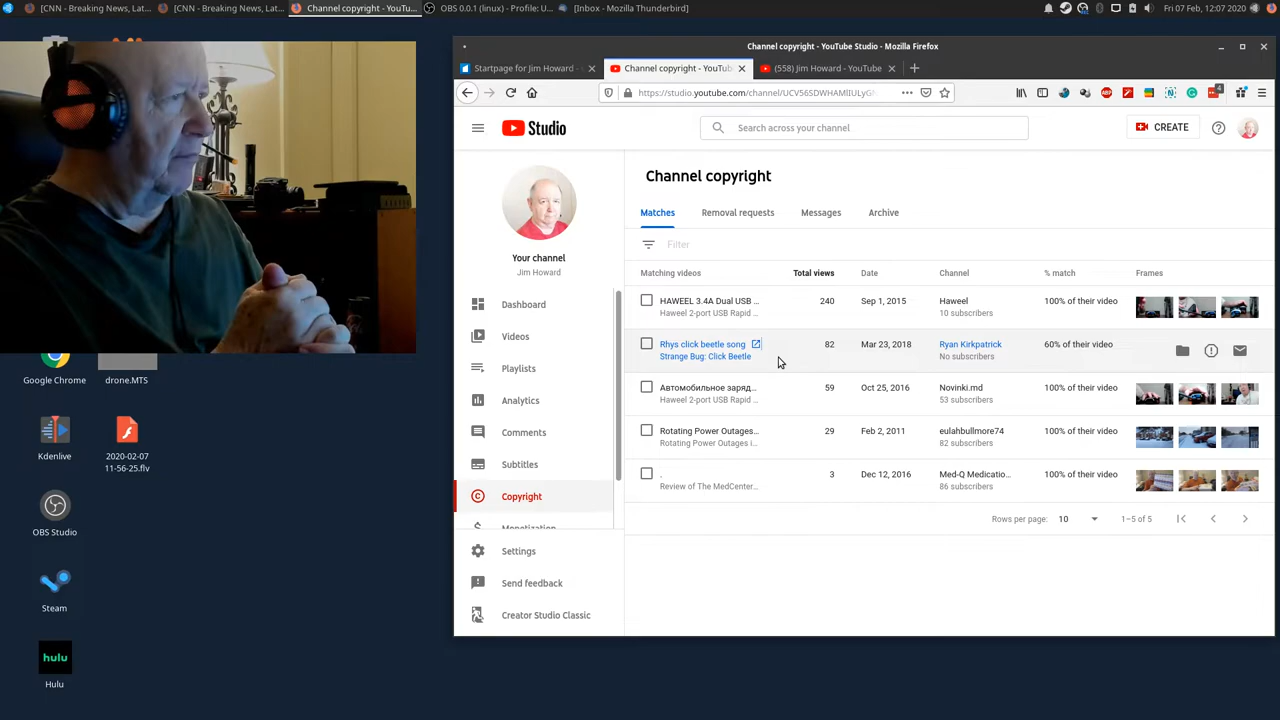 [CNN - Breaking News, Lat...
[CNN - Breaking News, Lat...
Channel copyright - YouTu...
OBS 0.0.1 (linux) - Profile: U...
[Inbox - Mozilla Thunderbird]
Fri 07 Feb, 12:07 2020
Channel copyright - YouTube Studio - Mozilla Firefox
Startpage for Jim Howard -
Channel copyright - YouTub
(558) Jim Howard - YouTube
https://studio.youtube.com/channel/UCV565DWHAMlIULyG
4
Studio
Search across your channel
CREATE
Channel copyright
Matches
Removal requests
Messages
Archive
Filter
Your channel
Jim Howard
Dashboard
Videos
Playlists
Analytics
Comments
Subtitles
Copyright
Monetization
Settings
Send feedback
Creator Studio Classic
Matching videos
Total views
Date
Channel
% match
Frames
HAWEEL 3.4A Dual USB ...
240
Sep 1, 2015
Haweel
100% of their video
Haweel 2-port USB Rapid ...
10 subscribers
Rhys click beetle song
82
Mar 23, 2018
Ryan Kirkpatrick
60% of their video
Strange Bug: Click Beetle
No subscribers
Автомобильное заряд...
59
Oct 25, 2016
Novinki.md
100% of their video
Haweel 2-port USB Rapid ...
53 subscribers
Rotating Power Outages...
29
Feb 2, 2011
eulahbullmore74
100% of their video
Rotating Power Outages i...
82 subscribers
.
3
Dec 12, 2016
Med-Q Medicatio...
100% of their video
Review of The MedCenter...
86 subscribers
Rows per page:
10
1–5 of 5
Google Chrome
drone.MTS
Kdenlive
2020-02-07
11-56-25.flv
OBS Studio
Steam
hulu
Hulu